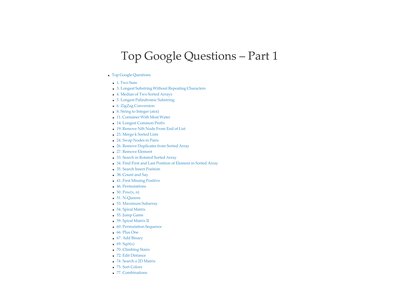 Top Google Questions – Part 1
Top Google Questions
1. Two Sum
3. Longest Substring Without Repeating Characters
4. Median of Two Sorted Arrays
5. Longest Palindromic Substring
6. ZigZag Conversion
8. String to Integer (atoi)
11. Container With Most Water
14. Longest Common Prefix
19. Remove Nth Node From End of List
21. Merge k Sorted Lists
24. Swap Nodes in Pairs
26. Remove Duplicates from Sorted Array
27. Remove Element
33. Search in Rotated Sorted Array
34. Find First and Last Position of Element in Sorted Array
35. Search Insert Position
38. Count and Say
41. First Missing Positive
46. Permutations
50. Pow(x, n)
51. N-Queens
53. Maximum Subarray
54. Spiral Matrix
55. Jump Game
59. Spiral Matrix II
60. Permutation Sequence
66. Plus One
67. Add Binary
69. Sqrt(x)
70. Climbing Stairs
72. Edit Distance
74. Search a 2D Matrix
75. Sort Colors
77. Combinations